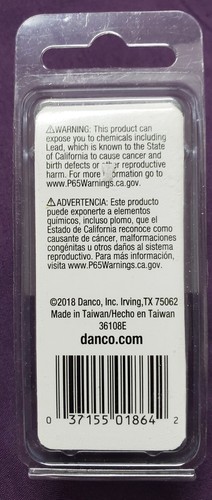 ⚠WARNING: This product can
expose you to chemicals including
Lead, which is known to the State
of California to cause cancer and
birth defects or other reproductive
harm. For more information go to
www.P65Warnings.ca.gov.
⚠ADVERTENCIA: Este producto
puede exponerte a elementos
químicos, incluso plomo, que el
Estado de California reconoce como
causante de cáncer, malformaciones
congénitas u otros daños al sistema
reproductivo. Para más información,
visita www.P65Warnings.ca.gov.
©2018 Danco, Inc. Irving,TX 75062
Made in Taiwan/Hecho en Taiwan
36108E
danco.com
0 37155 01864 2